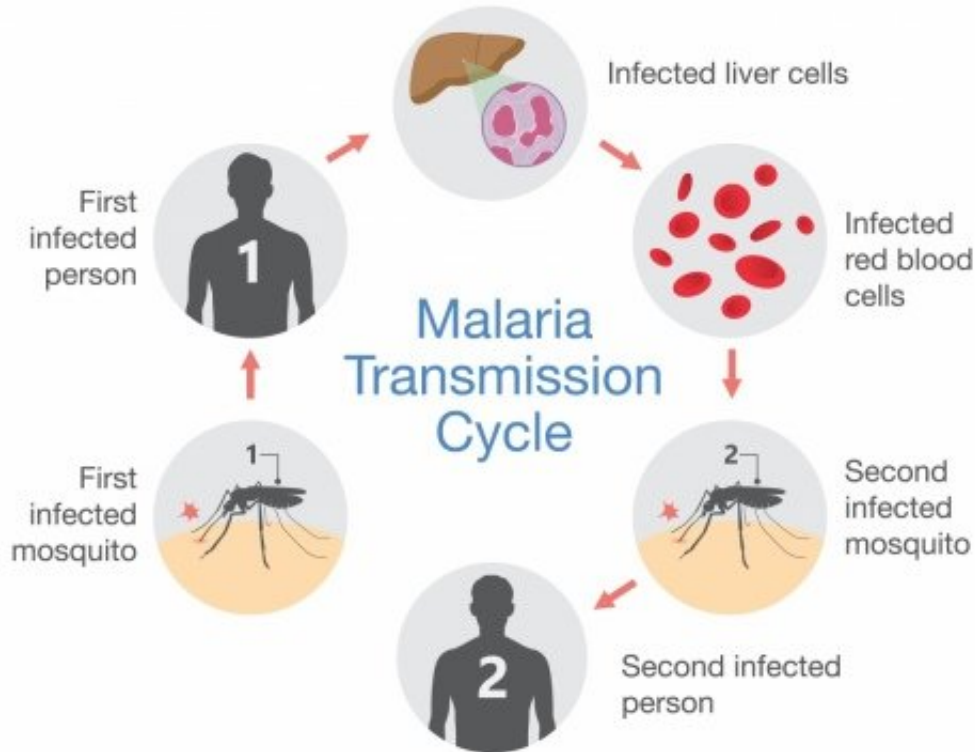 Infected liver cells
First
infected
person
1
Infected
red blood
cells
Malaria
Transmission
Cycle
First
infected
mosquito
1
2
Second
infected
mosquito
2
Second infected
person